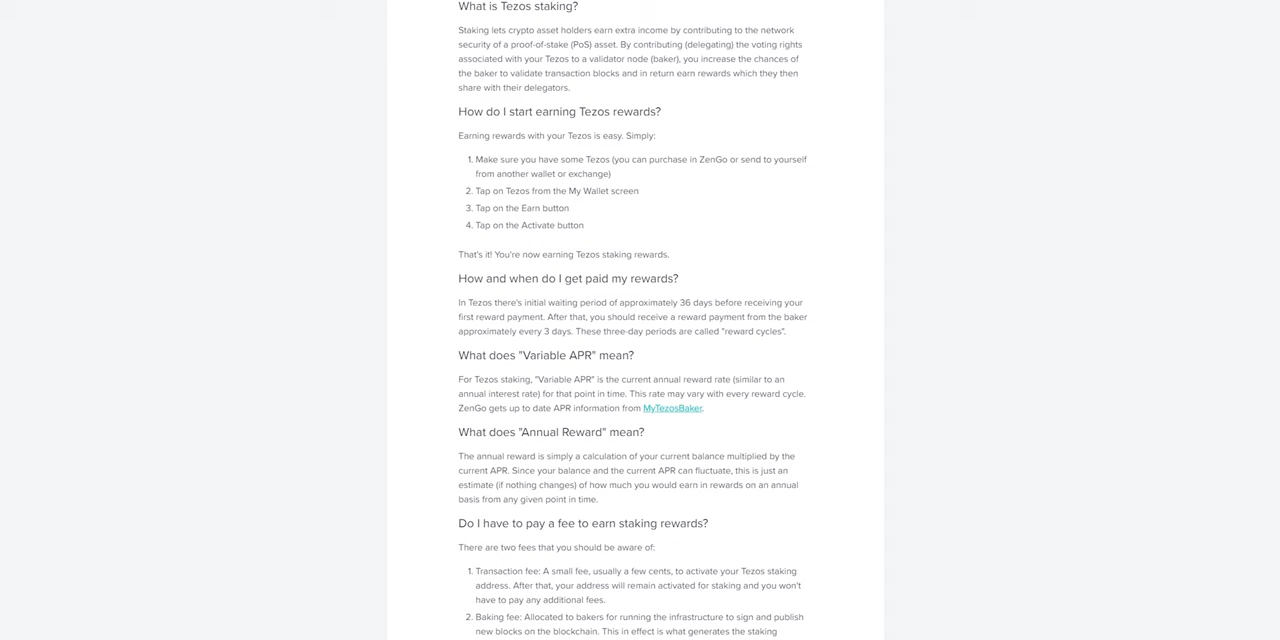 What is Tezos staking?
Staking lets crypto asset holders earn extra income by contributing to the network
security of a proof-of-stake (PoS) asset. By contributing (delegating) the voting rights
associated with your Tezos to a validator node (baker), you increase the chances of
the baker to validate transaction blocks and in return earn rewards which they then
share with their delegators.
How do I start earning Tezos rewards?
Earning rewards with your Tezos is easy. Simply:
1. Make sure you have some Tezos (you can purchase in ZenGo or send to yourself
from another wallet or exchange)
2. Tap on Tezos from the My Wallet screen
3. Tap on the Earn button
4. Tap on the Activate button
That's it! You're now earning Tezos staking rewards.
How and when do I get paid my rewards?
In Tezos there's initial waiting period of approximately 36 days before receiving your
first reward payment. After that, you should receive a reward payment from the baker
approximately every 3 days. These three-day periods are called "reward cycles".
What does "Variable APR" mean?
For Tezos staking, "Variable APR" is the current annual reward rate (similar to an
annual interest rate) for that point in time. This rate may vary with every reward cycle.
ZenGo gets up to date APR information from MyTezosBaker.
What does "Annual Reward" mean?
The annual reward is simply a calculation of your current balance multiplied by the
current APR. Since your balance and the current APR can fluctuate, this is just an
estimate (if nothing changes) of how much you would earn in rewards on an annual
basis from any given point in time.
Do I have to pay a fee to earn staking rewards?
There are two fees that you should be aware of:
1. Transaction fee: A small fee, usually a few cents, to activate your Tezos staking
address. After that, your address will remain activated for staking and you won't
have to pay any additional fees.
2. Baking fee: Allocated to bakers for running the infrastructure to sign and publish
new blocks on the blockchain. This in effect is what generates the staking